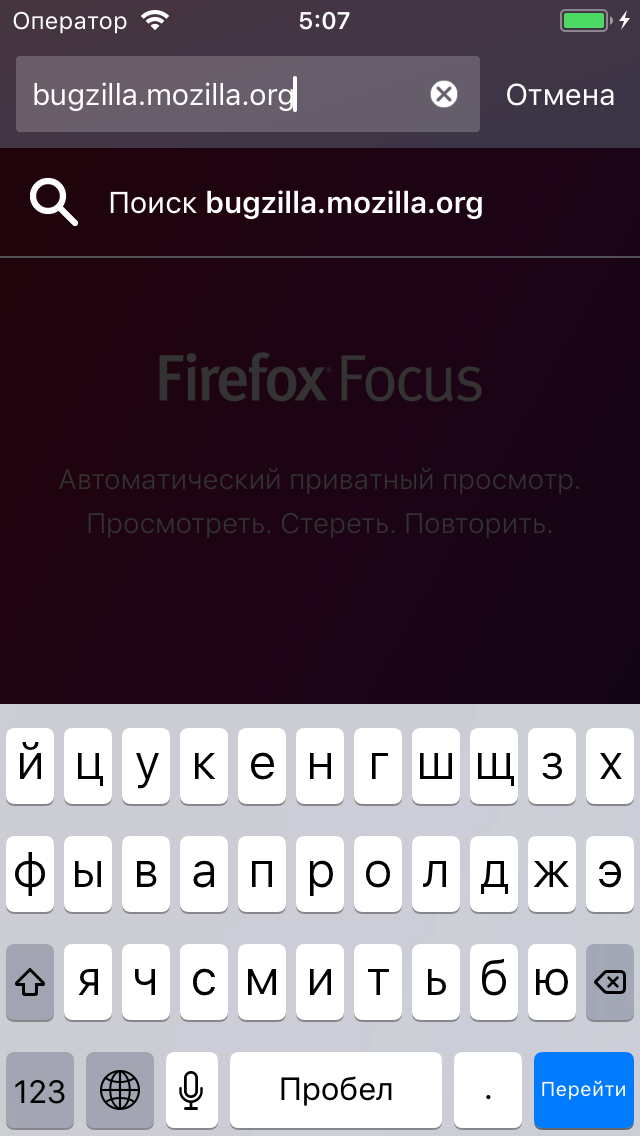 Оператор 5:07
bugzilla.mozilla.org Отмена
Поиск bugzilla.mozilla.org
Firefox Focus
Автоматический приватный просмотр.
Просмотреть. Стереть. Повторить.
й ц у к е н г ш щ з х
ф ы в а п р о л д ж э
я ч с м и т ь б ю
123 Пробел . Перейти